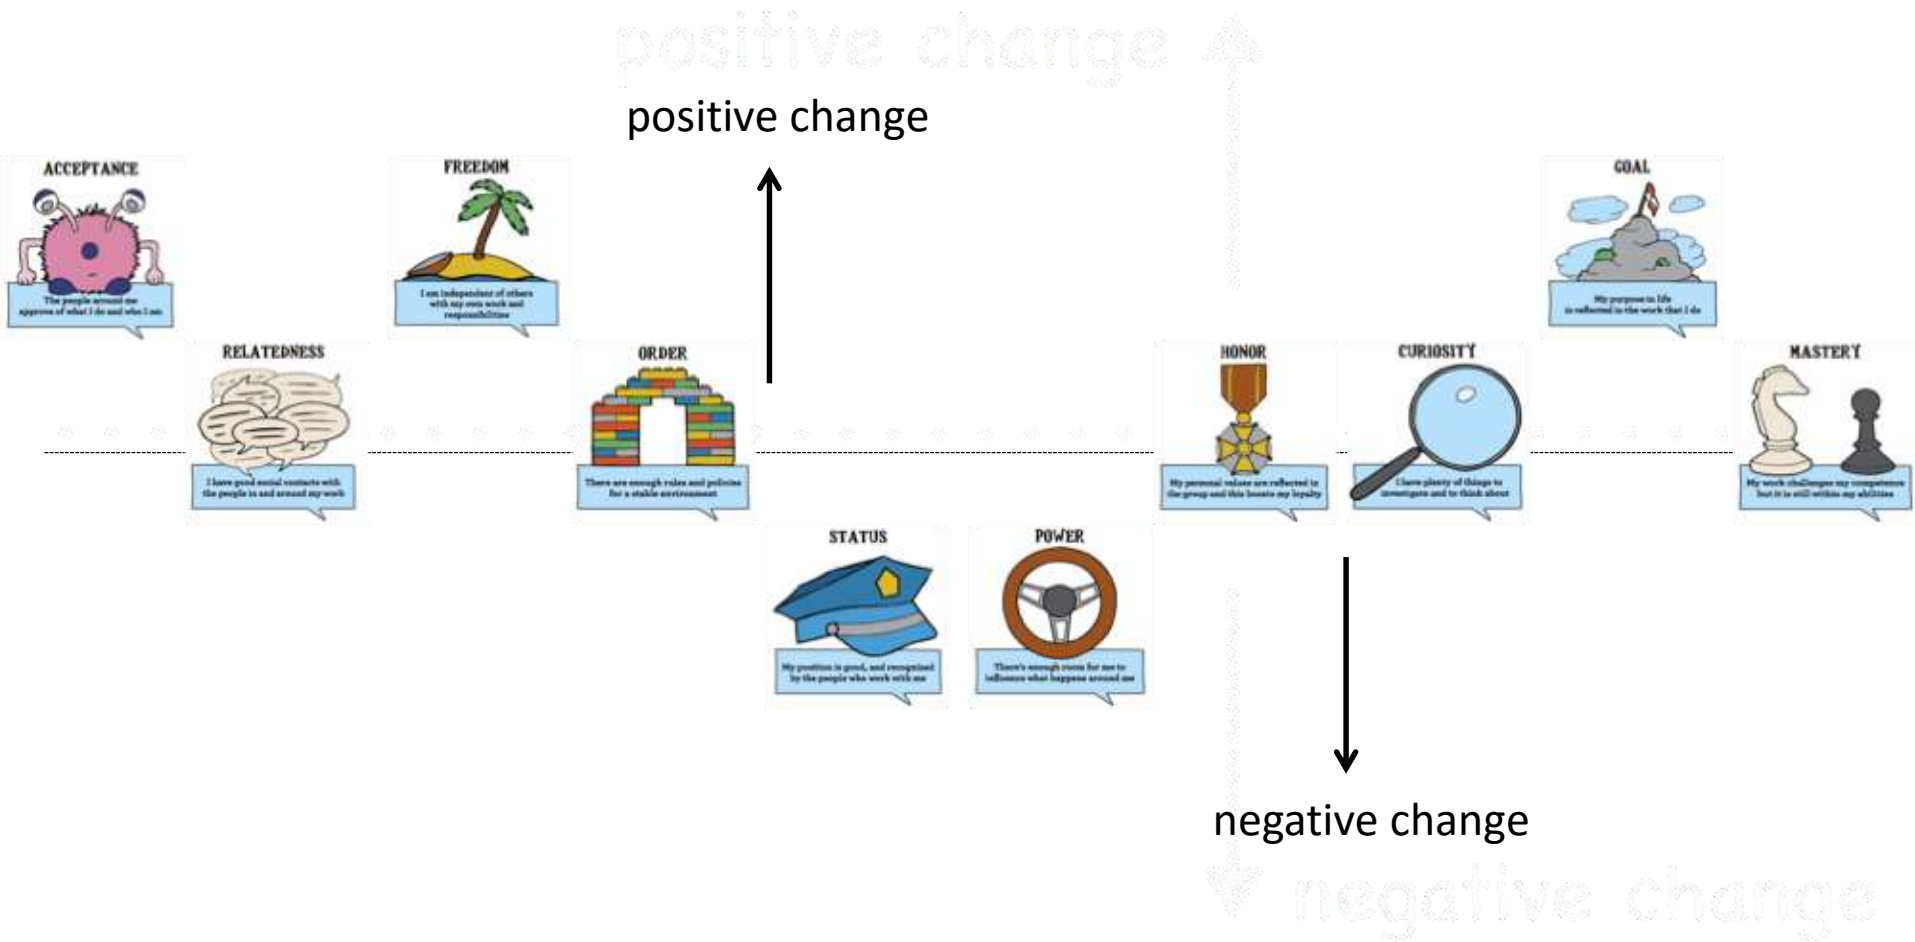 positive change
positive change
ACCEPTANCE
The people around me
approve of what I do and who I am
FREEDOM
I am independent of others
with my own work and
responsibilities
GOAL
My purpose in life
is reflected in the work that I do
RELATEDNESS
I have good social contacts with
the people in and around my work
ORDER
There are enough rules and policies
for a stable environment
HONOR
My personal values are reflected in
the group and this boosts my loyalty
CURIOSITY
I have plenty of things to
investigate and to think about
MASTERY
My work challenges my competence
but it is still within my abilities
STATUS
My position is good, and recognized
by the people who work with me
POWER
There's enough room for me to
influence what happens around me
negative change
negative change